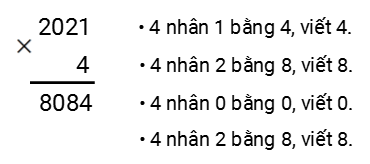 2021
×
4
8084
• 4 nhân 1 bằng 4, viết 4.
• 4 nhân 2 bằng 8, viết 8.
• 4 nhân 0 bằng 0, viết 0.
• 4 nhân 2 bằng 8, viết 8.